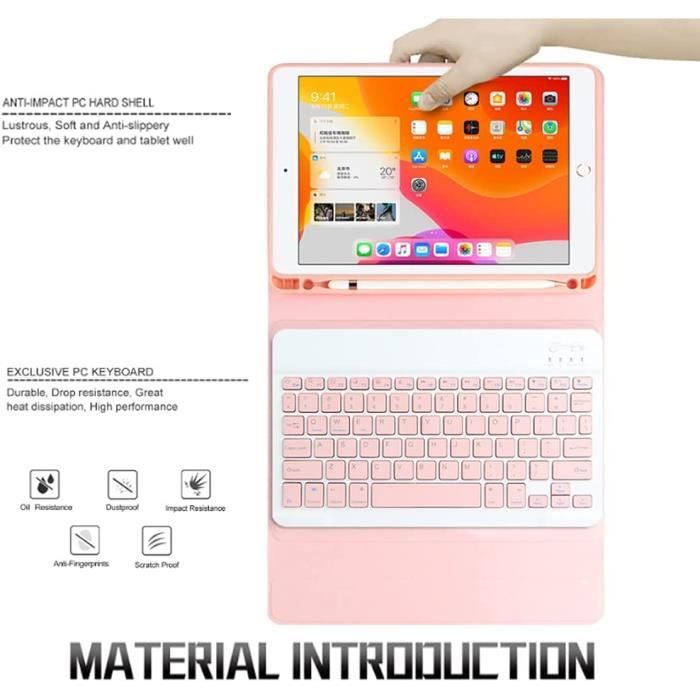 ANTI-IMPACT PC HARD SHELL
Lustrous, Soft and Anti-slippery
Protect the keyboard and tablet well
9:41
20°
EXCLUSIVE PC KEYBOARD
Durable, Drop resistance, Great
heat dissipation, High performance
Q W E R T Y U I O P
A S D F G H J K L
Z X C V B N M
Oil Resistance
Dustproof
Impact Resistance
Anti-Fingerprints
Scratch Proof
MATERIAL INTRODUCTION